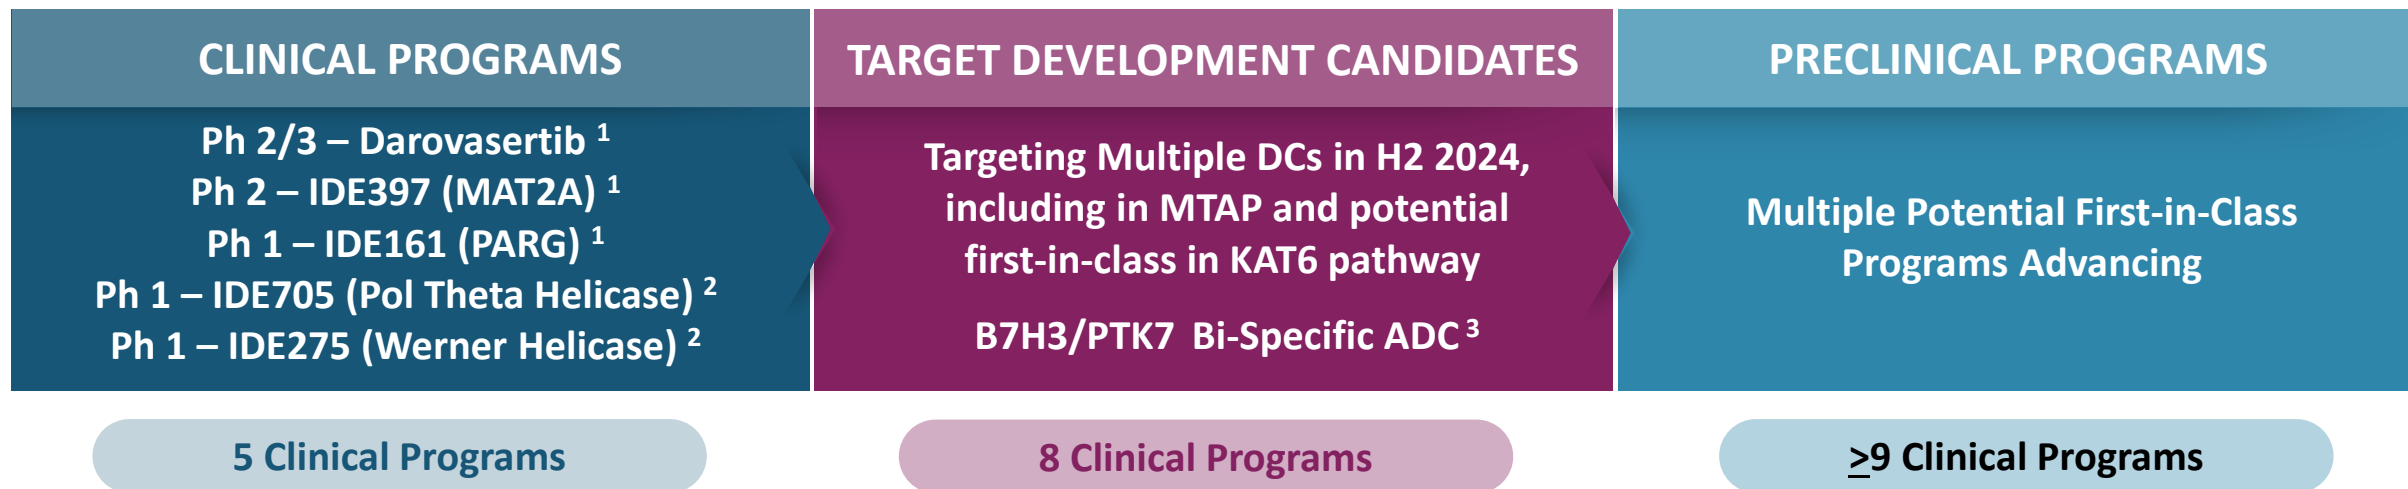 CLINICAL PROGRAMS
Ph 2/3 – Darovasertib 1
Ph 2 – IDE397 (MAT2A) 1
Ph 1 – IDE161 (PARG) 1
Ph 1 – IDE705 (Pol Theta Helicase) 2
Ph 1 – IDE275 (Werner Helicase) 2
5 Clinical Programs
TARGET DEVELOPMENT CANDIDATES
Targeting Multiple DCs in H2 2024,
including in MTAP and potential
first-in-class in KAT6 pathway
B7H3/PTK7 Bi-Specific ADC 3
8 Clinical Programs
PRECLINICAL PROGRAMS
Multiple Potential First-in-Class
Programs Advancing
≥9 Clinical Programs